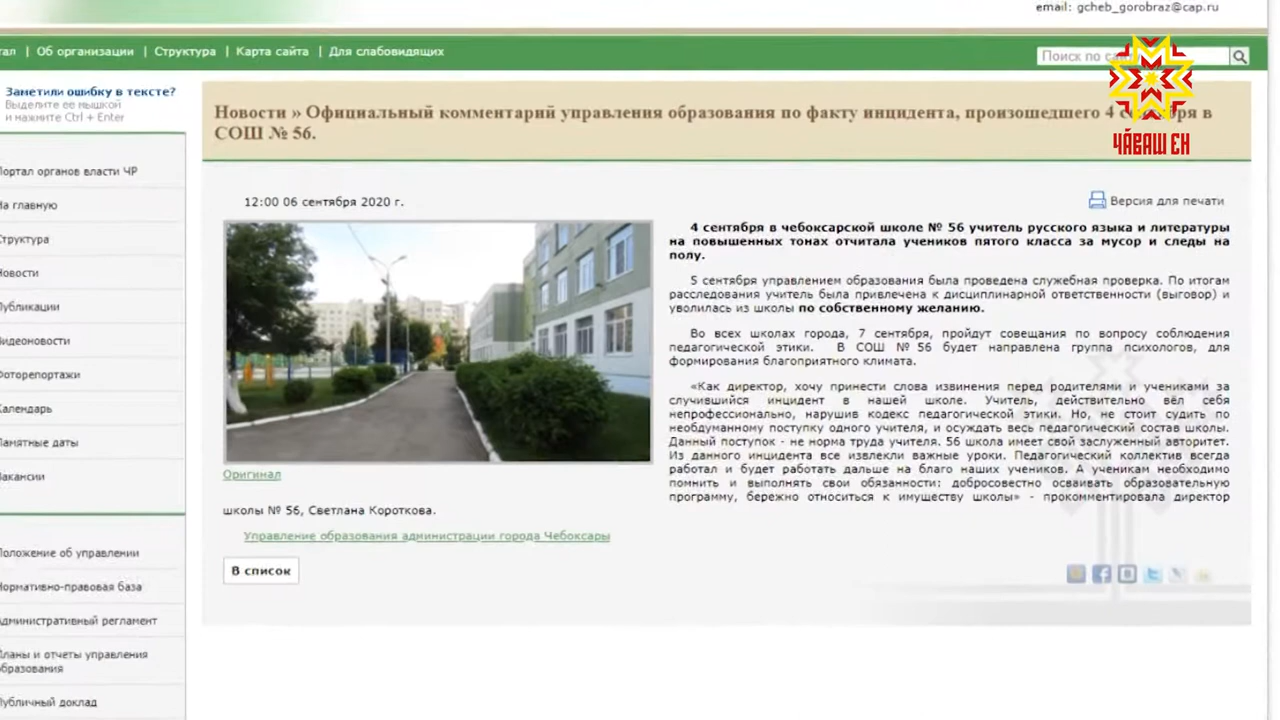 email: gcheb_gorobraz@cap.ru
тал | Об организации | Структура | Карта сайта | Для слабовидящих
Поиск по са
ЧӐВАШ ЕН
Заметили ошибку в тексте?
Выделите ее мышкой
и нажмите Ctrl + Enter
Портал органов власти ЧР
На главную
Структура
Новости
Публикации
Видеоновости
Фоторепортажи
Календарь
Памятные даты
Вакансии
Положение об управлении
Нормативно-правовая база
Административный регламент
Планы и отчеты управления
образования
Публичный доклад
Новости » Официальный комментарий управления образования по факту инцидента, произошедшего 4 сентября в
СОШ № 56.
12:00 06 сентября 2020 г.
Версия для печати
4 сентября в чебоксарской школе № 56 учитель русского языка и литературы
на повышенных тонах отчитала учеников пятого класса за мусор и следы на
полу.
5 сентября управлением образования была проведена служебная проверка. По итогам
расследования учитель была привлечена к дисциплинарной ответственности (выговор) и
уволилась из школы по собственному желанию.
Во всех школах города, 7 сентября, пройдут совещания по вопросу соблюдения
педагогической этики. В СОШ № 56 будет направлена группа психологов, для
формирования благоприятного климата.
«Как директор, хочу принести слова извинения перед родителями и учениками за
случившийся инцидент в нашей школе. Учитель, действительно вёл себя
непрофессионально, нарушив кодекс педагогической этики. Но, не стоит судить по
необдуманному поступку одного учителя, и осуждать весь педагогический состав школы.
Данный поступок - не норма труда учителя. 56 школа имеет свой заслуженный авторитет.
Из данного инцидента все извлекли важные уроки. Педагогический коллектив всегда
работал и будет работать дальше на благо наших учеников. А ученикам необходимо
помнить и выполнять свои обязанности: добросовестно осваивать образовательную
программу, бережно относиться к имуществу школы» - прокомментировала директор
Оригинал
школы № 56, Светлана Короткова.
Управление образования администрации города Чебоксары
В список